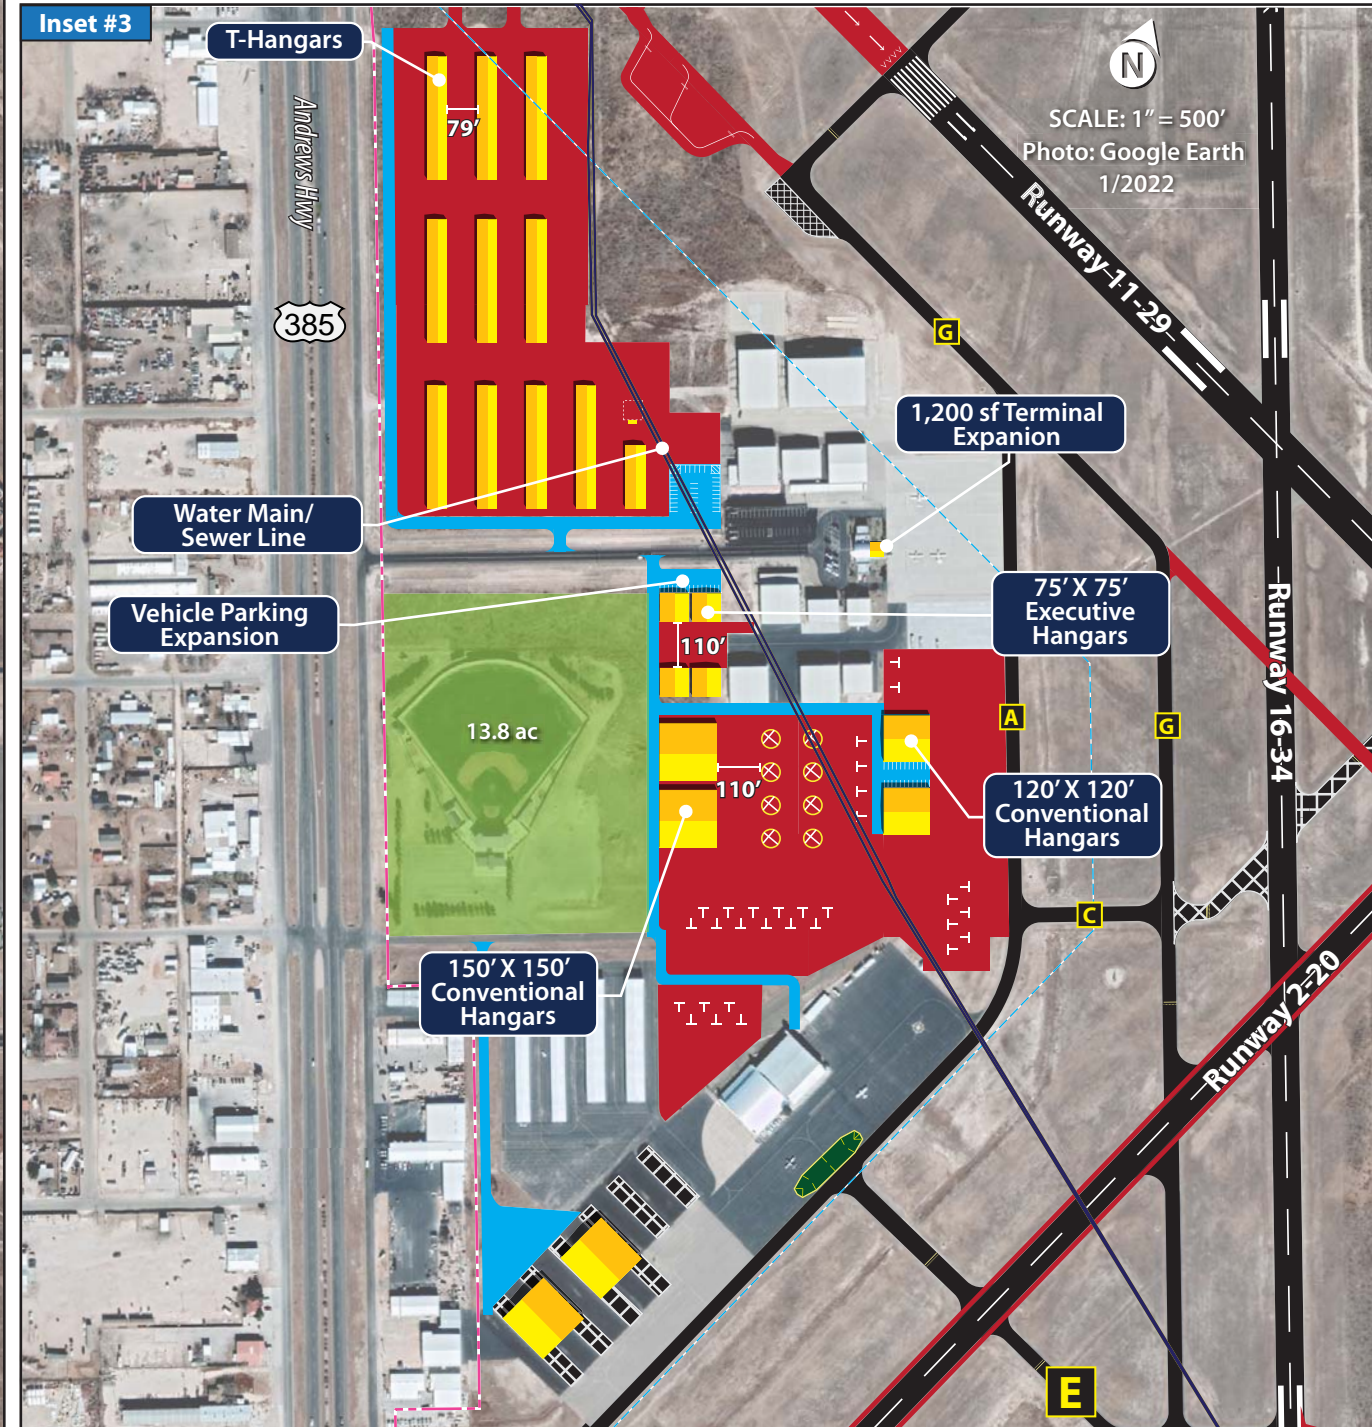 Inset #3
T-Hangars
79’
Andrews Hwy
385
N
SCALE: 1” = 500’
Photo: Google Earth
1/2022
Runway 11-29
G
1,200 sf Terminal
Expanion
Water Main/
Sewer Line
Vehicle Parking
Expansion
75’ X 75’
Executive
Hangars
110’
Runway 16-34
13.8 ac
A
G
110’
120’ X 120’
Conventional
Hangars
C
150’ X 150’
Conventional
Hangars
Runway 2-20
E